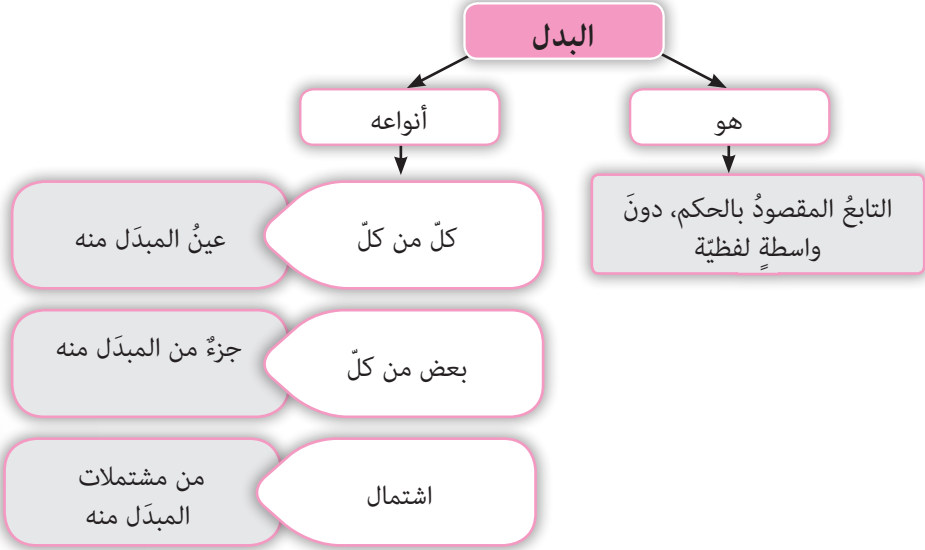 البدل
هو
أنواعه
التابعُ المقصودُ بالحكم، دونَ
واسطةٍ لفظيّة
كلّ من كلّ
عينُ المبدَل منه
بعض من كلّ
جزءٌ من المبدَل منه
اشتمال
من مشتملات
المبدَل منه